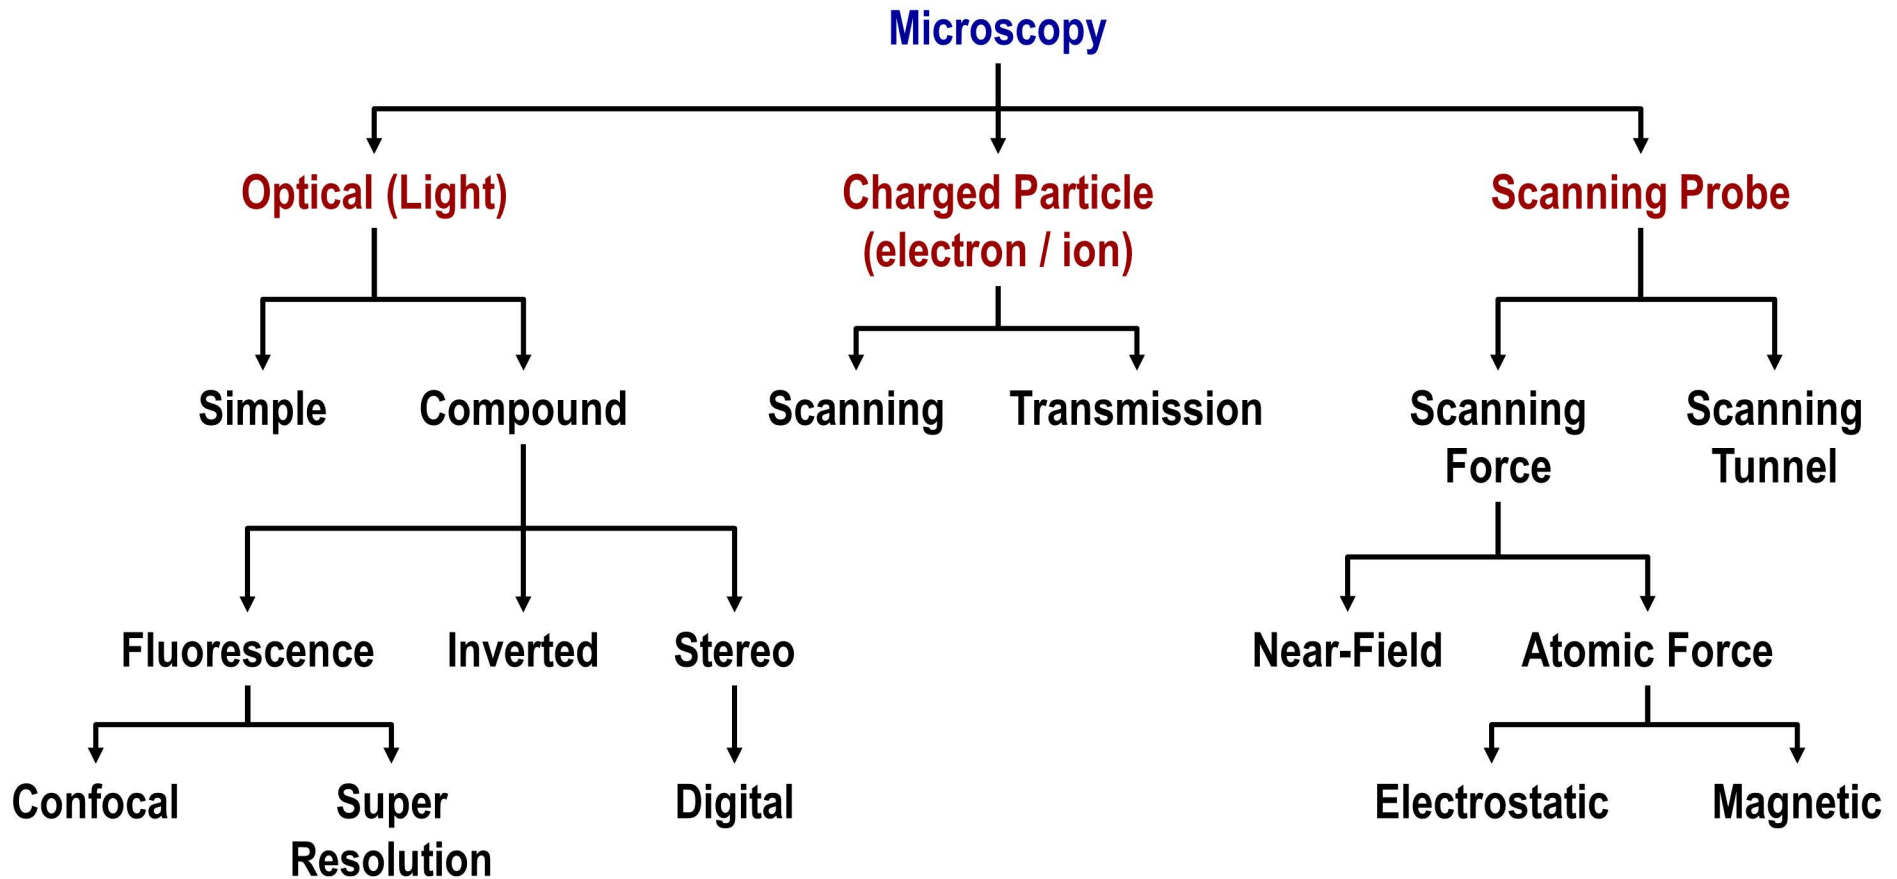 Microscopy
Optical (Light)
Charged Particle
(electron / ion)
Scanning Probe
Simple
Compound
Scanning
Transmission
Scanning
Force
Scanning
Tunnel
Fluorescence
Inverted
Stereo
Near-Field
Atomic Force
Confocal
Super
Resolution
Digital
Electrostatic
Magnetic